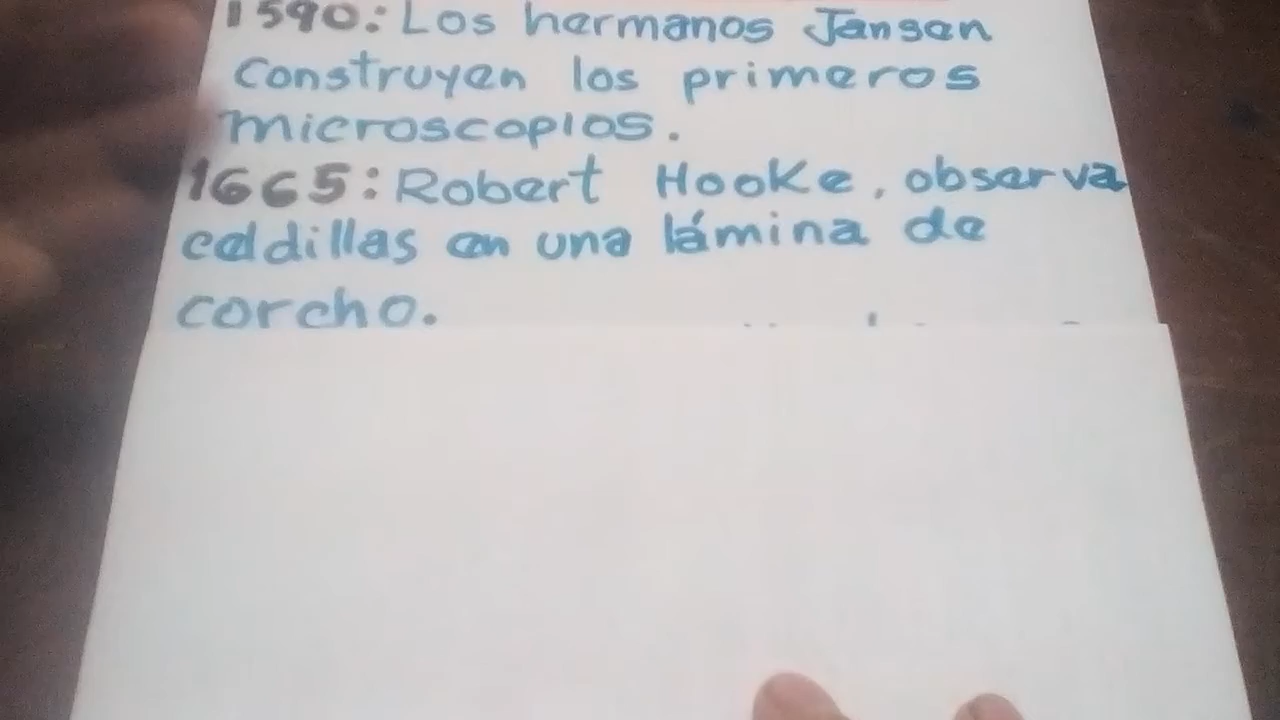 1590: Los hermanos Jansen
Construyen los primeros
microscopios.
1665: Robert Hooke, observa
celdillas en una lámina de
corcho.